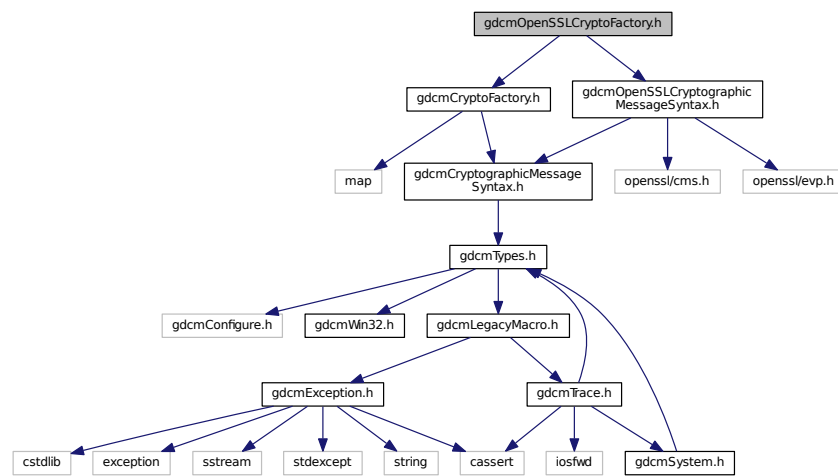 gdcmOpenSSLCryptoFactory.h
gdcmCryptoFactory.h
gdcmOpenSSLCryptographic
MessageSyntax.h
map
gdcmCryptographicMessage
Syntax.h
openssl/cms.h
openssl/evp.h
gdcmTypes.h
gdcmConfigure.h
gdcmWin32.h
gdcmLegacyMacro.h
gdcmException.h
gdcmTrace.h
cstdlib
exception
sstream
stdexcept
string
cassert
iosfwd
gdcmSystem.h